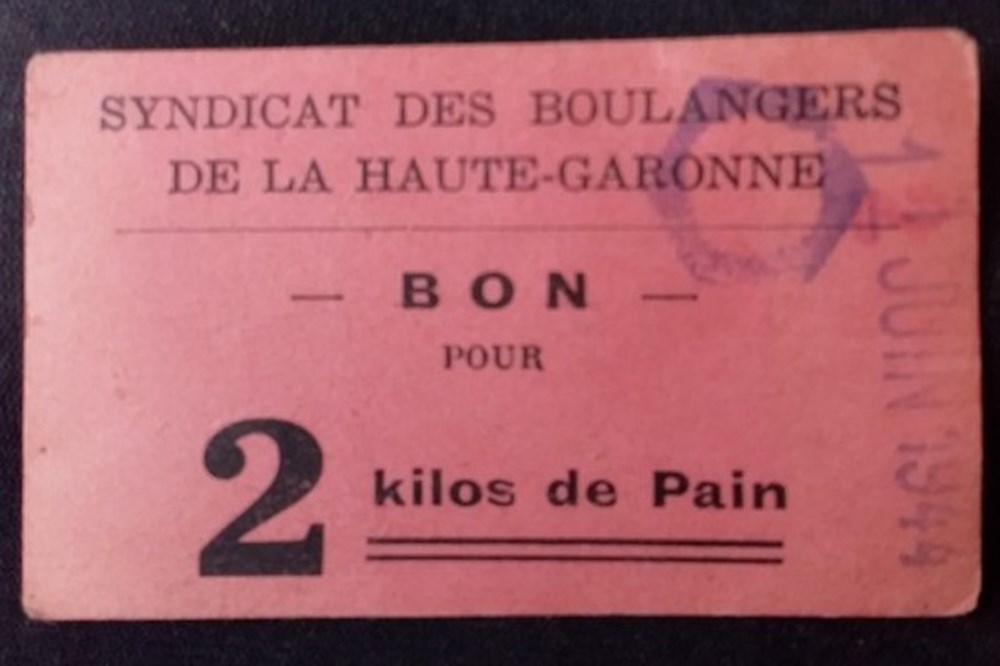 SYNDICAT DES BOULANGERS
DE LA HAUTE-GARONNE
— BON —
POUR
2 kilos de Pain
JUIN 1944